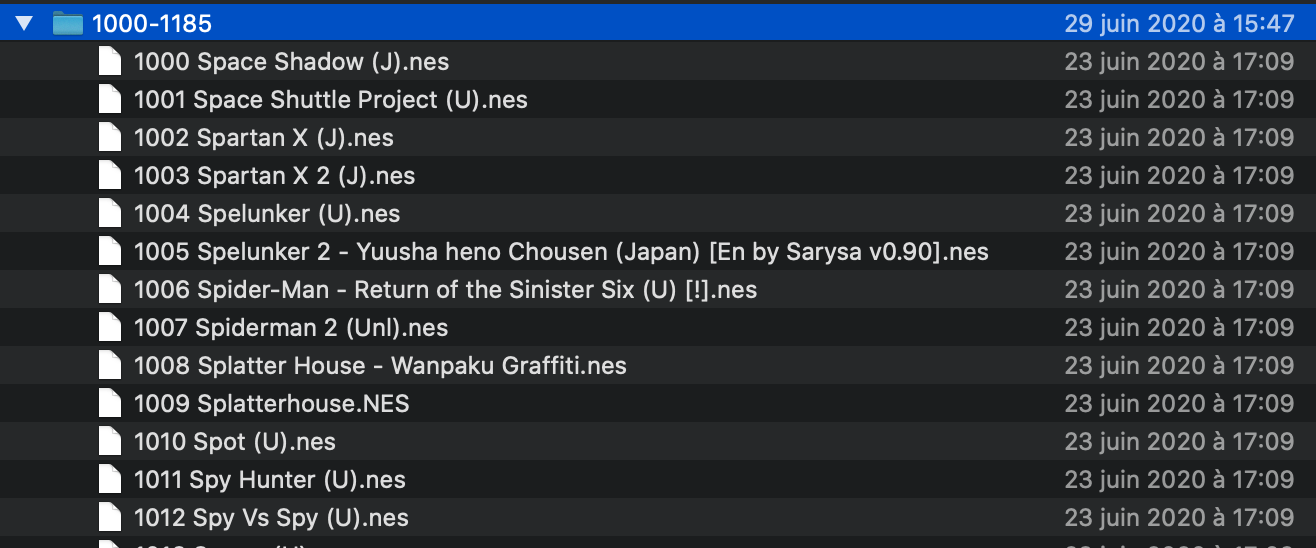 1000-1185 29 juin 2020 à 15:47
1000 Space Shadow (J).nes 23 juin 2020 à 17:09
1001 Space Shuttle Project (U).nes 23 juin 2020 à 17:09
1002 Spartan X (J).nes 23 juin 2020 à 17:09
1003 Spartan X 2 (J).nes 23 juin 2020 à 17:09
1004 Spelunker (U).nes 23 juin 2020 à 17:09
1005 Spelunker 2 - Yuusha heno Chousen (Japan) [En by Sarysa v0.90].nes 23 juin 2020 à 17:09
1006 Spider-Man - Return of the Sinister Six (U) [!].nes 23 juin 2020 à 17:09
1007 Spiderman 2 (Unl).nes 23 juin 2020 à 17:09
1008 Splatter House - Wanpaku Graffiti.nes 23 juin 2020 à 17:09
1009 Splatterhouse.NES 23 juin 2020 à 17:09
1010 Spot (U).nes 23 juin 2020 à 17:09
1011 Spy Hunter (U).nes 23 juin 2020 à 17:09
1012 Spy Vs Spy (U).nes 23 juin 2020 à 17:09